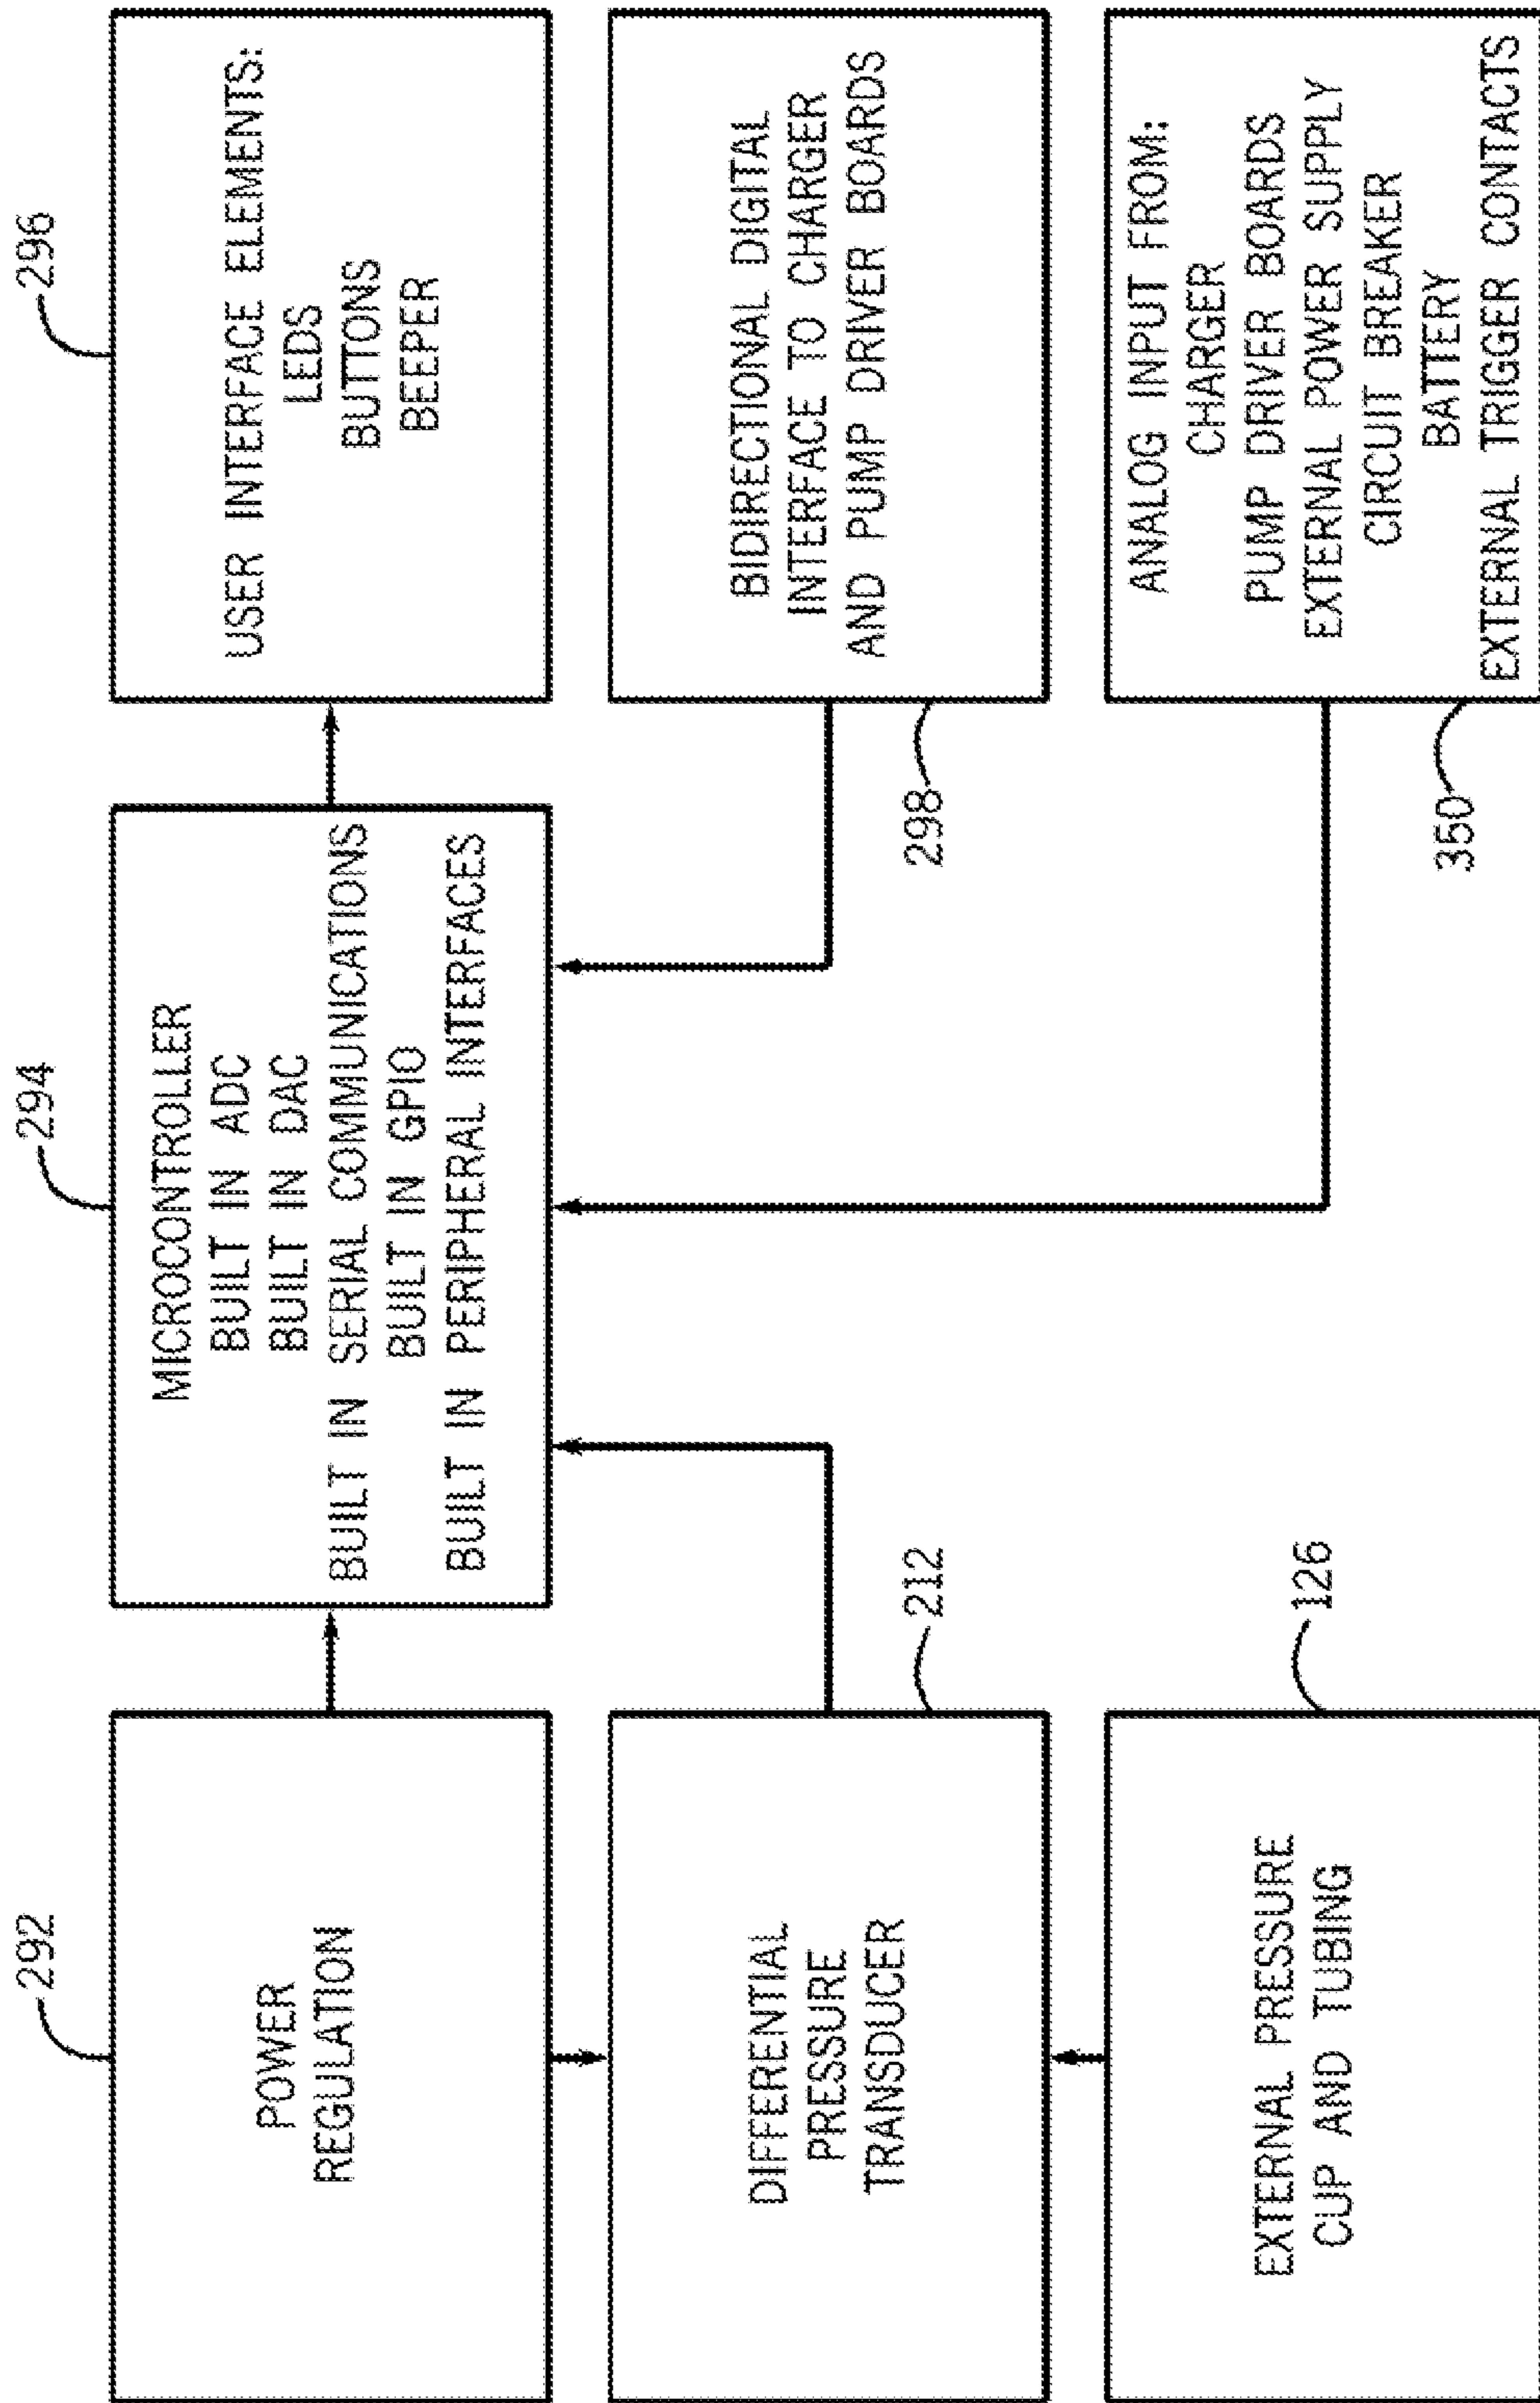 292
POWER
REGULATION
294
MICROCONTROLLER
BUILT IN ADC
BUILT IN DAC
BUILT IN SERIAL COMMUNICATIONS
BUILT IN GPIO
BUILT IN PERIPHERAL INTERFACES
296
USER INTERFACE ELEMENTS:
LEDS
BUTTONS
BEEPER
DIFFERENTIAL
PRESSURE
TRANSDUCER
212
BIDIRECTIONAL DIGITAL
INTERFACE TO CHARGER
AND PUMP DRIVER BOARDS
298
EXTERNAL PRESSURE
CUP AND TUBING
126
ANALOG INPUT FROM:
CHARGER
PUMP DRIVER BOARDS
EXTERNAL POWER SUPPLY
CIRCUIT BREAKER
BATTERY
EXTERNAL TRIGGER CONTACTS
350